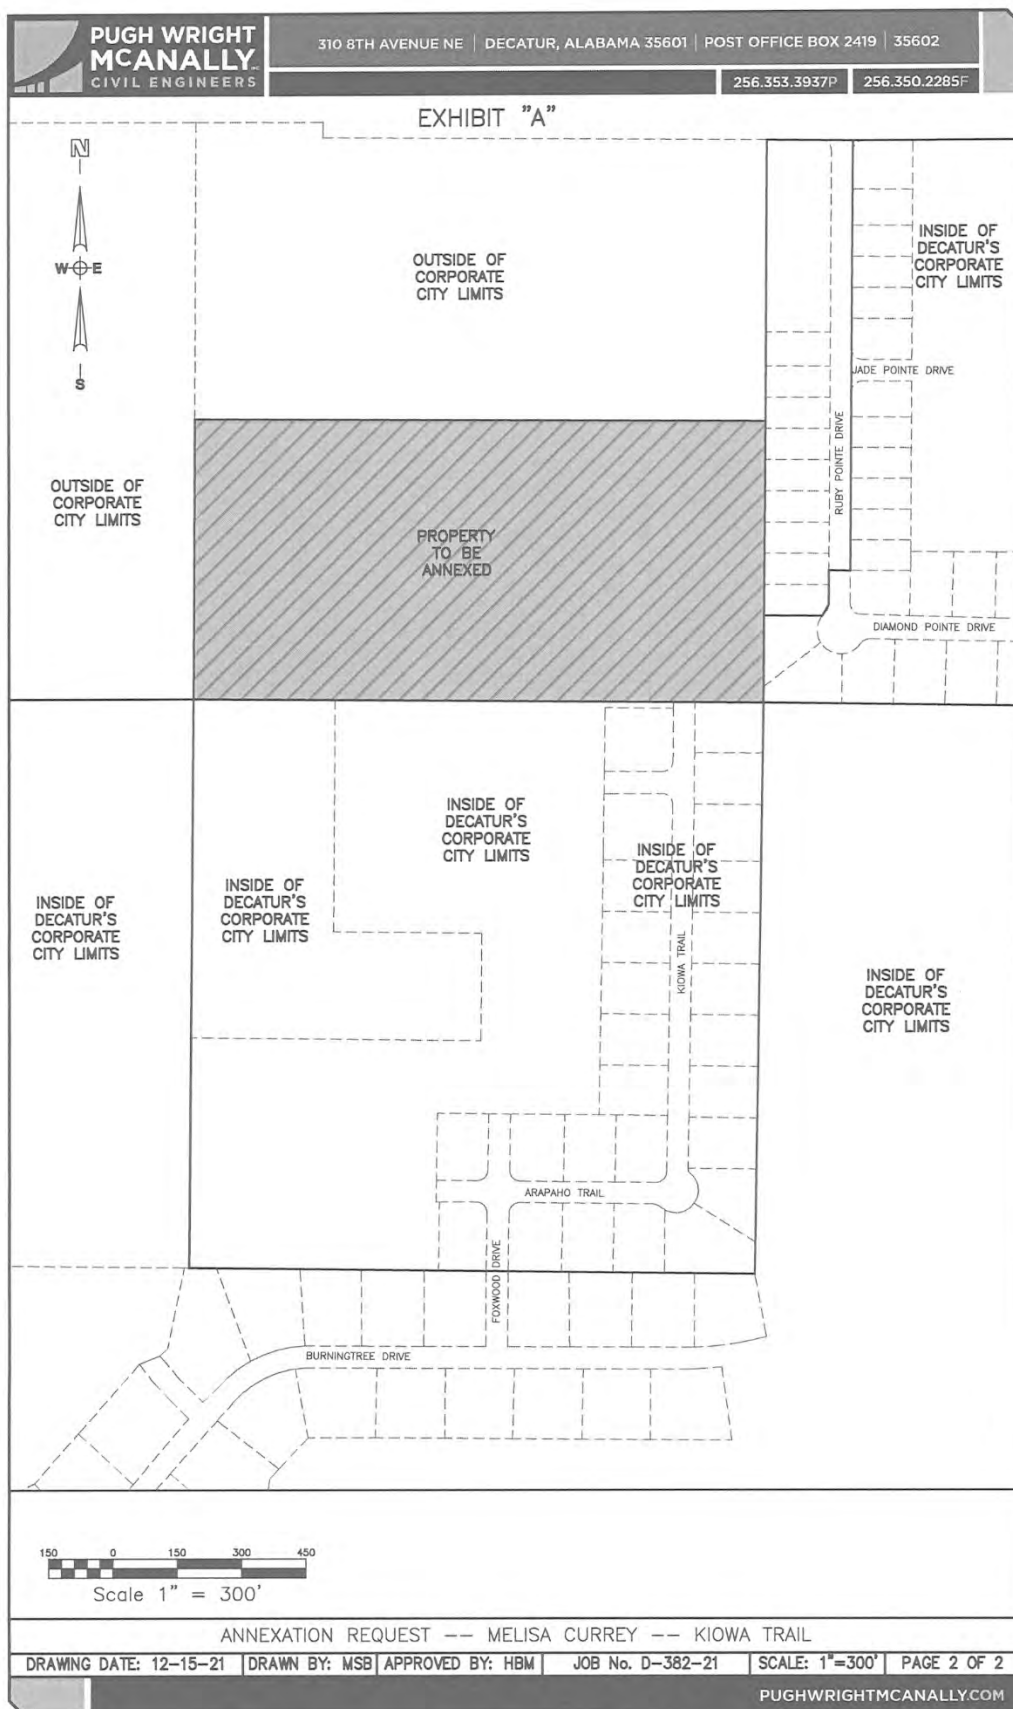 PUGH WRIGHT
MCANALLY INC.
CIVIL ENGINEERS
310 8TH AVENUE NE | DECATUR, ALABAMA 35601 | POST OFFICE BOX 2419 | 35602
256.353.3937P
256.350.2285F
EXHIBIT "A"
N
W E
S
OUTSIDE OF
CORPORATE
CITY LIMITS
INSIDE OF
DECATUR'S
CORPORATE
CITY LIMITS
JADE POINTE DRIVE
RUBY POINTE DRIVE
OUTSIDE OF
CORPORATE
CITY LIMITS
PROPERTY
TO BE
ANNEXED
DIAMOND POINTE DRIVE
INSIDE OF
DECATUR'S
CORPORATE
CITY LIMITS
INSIDE OF
DECATUR'S
CORPORATE
CITY LIMITS
INSIDE OF
DECATUR'S
CORPORATE
CITY LIMITS
INSIDE OF
DECATUR'S
CORPORATE
CITY LIMITS
KIOWA TRAIL
INSIDE OF
DECATUR'S
CORPORATE
CITY LIMITS
ARAPAHO TRAIL
FOXWOOD DRIVE
BURNINGTREE DRIVE
150 0 150 300 450
Scale 1" = 300'
ANNEXATION REQUEST -- MELISA CURREY -- KIOWA TRAIL
DRAWING DATE: 12-15-21 DRAWN BY: MSB APPROVED BY: HBM JOB No. D-382-21 SCALE: 1"=300' PAGE 2 OF 2
PUGHWRIGHTMCANALLY.COM